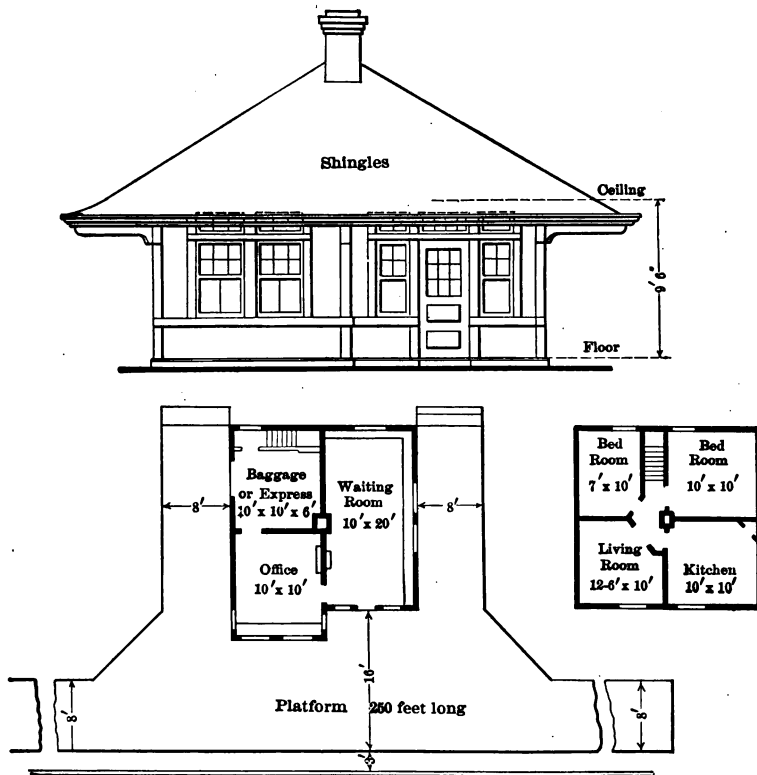 Shingles
Ceiling
9'6"
Floor
Baggage
or Express
10' x 10' x 6'
Waiting
Room
10' x 20'
8'
8'
Office
10' x 10'
Bed
Room
7' x 10'
Bed
Room
10' x 10'
Living
Room
12-6' x 10'
Kitchen
10' x 10'
16'
8'
Platform 250 feet long
8'
3'